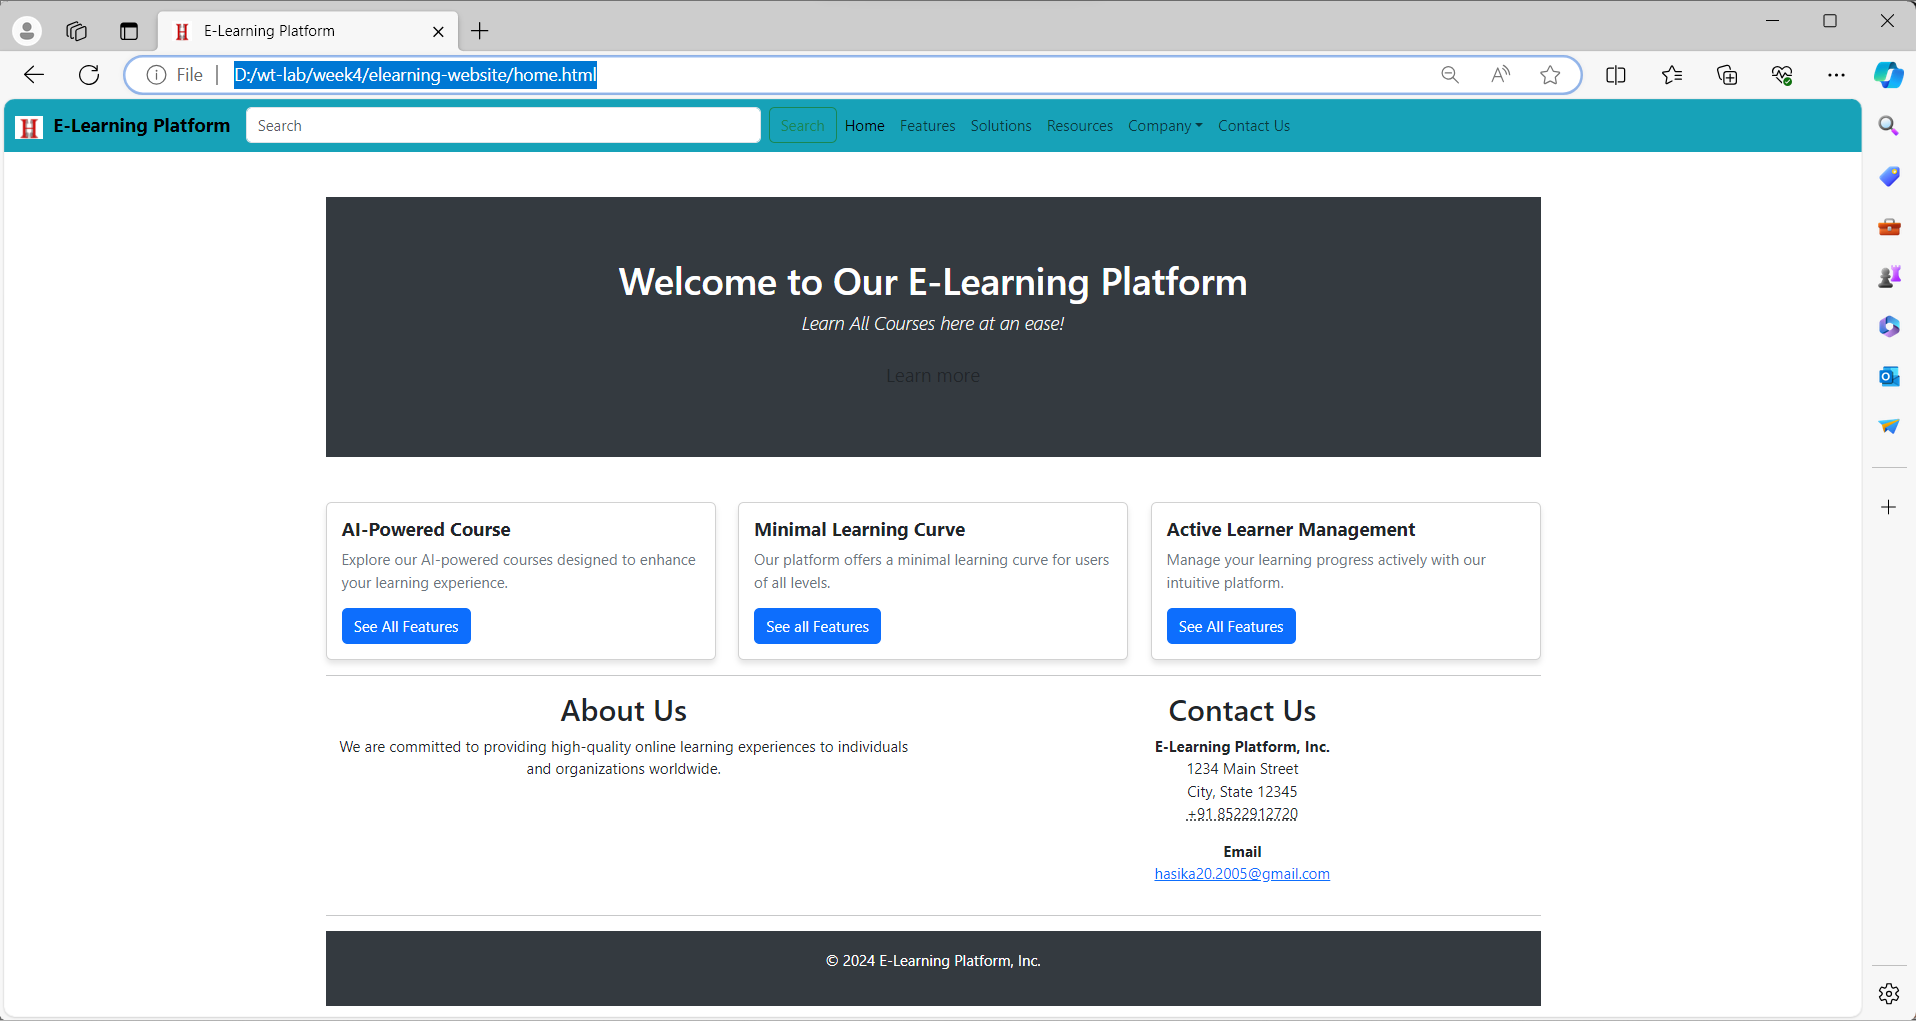 E-Learning Platform
File
D:/wt-lab/week4/elearning-website/home.html
H E-Learning Platform Search Search Home Features Solutions Resources Company Contact Us
Welcome to Our E-Learning Platform
Learn All Courses here at an ease!
Learn more
AI-Powered Course
Explore our AI-powered courses designed to enhance
your learning experience.
See All Features
Minimal Learning Curve
Our platform offers a minimal learning curve for users
of all levels.
See all Features
Active Learner Management
Manage your learning progress actively with our
intuitive platform.
See All Features
About Us
We are committed to providing high-quality online learning experiences to individuals
and organizations worldwide.
Contact Us
E-Learning Platform, Inc.
1234 Main Street
City, State 12345
+91 8522912720
Email
hasika20.2005@gmail.com
© 2024 E-Learning Platform, Inc.